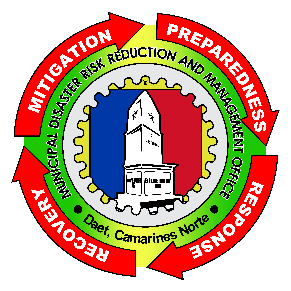 MITIGATION
PREPAREDNESS
RESPONSE
RECOVERY
MUNICIPAL DISASTER RISK REDUCTION AND MANAGEMENT OFFICE
Daet, Camarines Norte